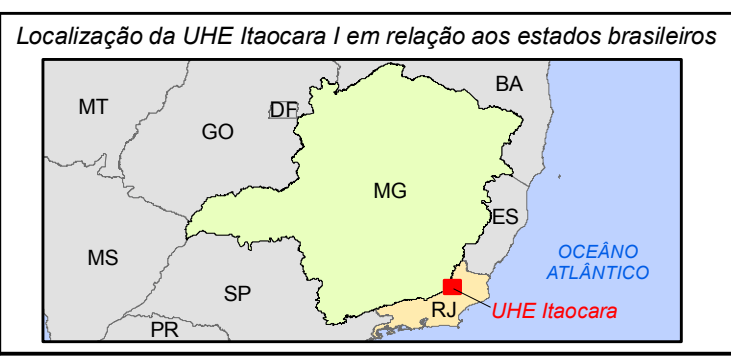 Localização da UHE Itaocara I em relação aos estados brasileiros
BA
MT
DF
GO
MG
ES
MS
OCEÂNO
ATLÂNTICO
SP
RJ
UHE Itaocara
PR